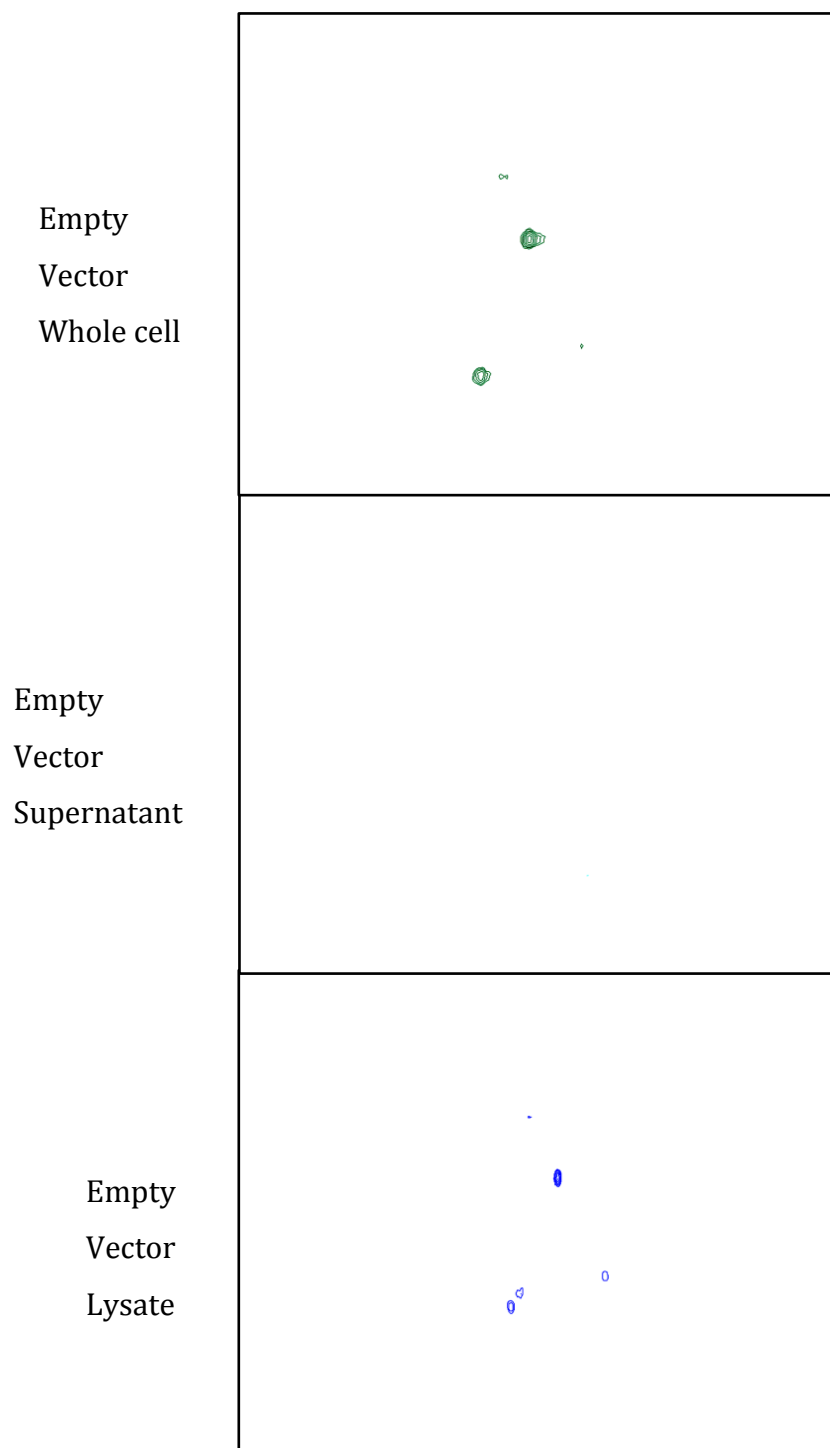 Empty
Vector
Whole cell
Empty
Vector
Supernatant
Empty
Vector
Lysate